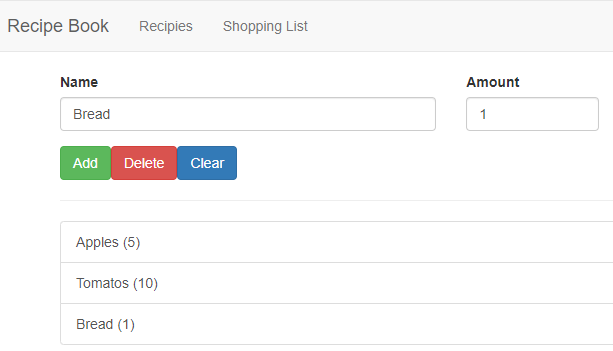 Recipe Book Recipies Shopping List
Name Amount
Bread 1
Add Delete Clear
Apples (5)
Tomatos (10)
Bread (1)